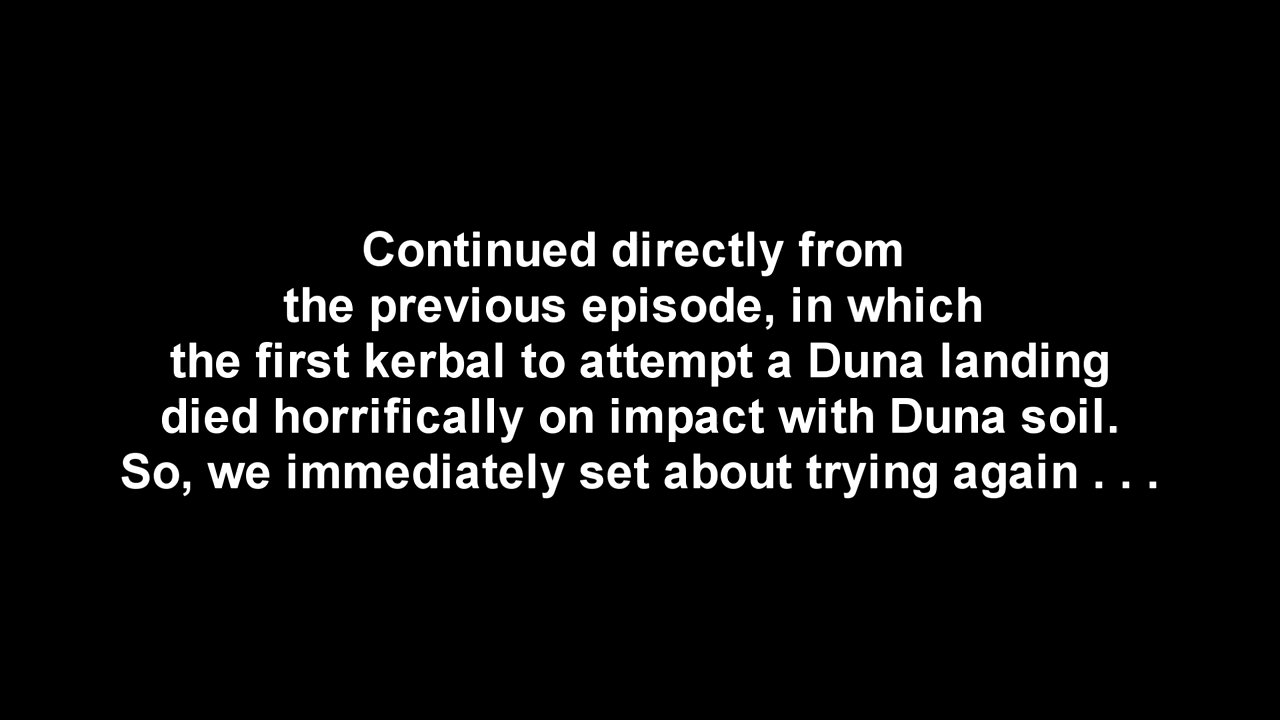 Continued directly from
the previous episode, in which
the first kerbal to attempt a Duna landing
died horrifically on impact with Duna soil.
So, we immediately set about trying again . . .